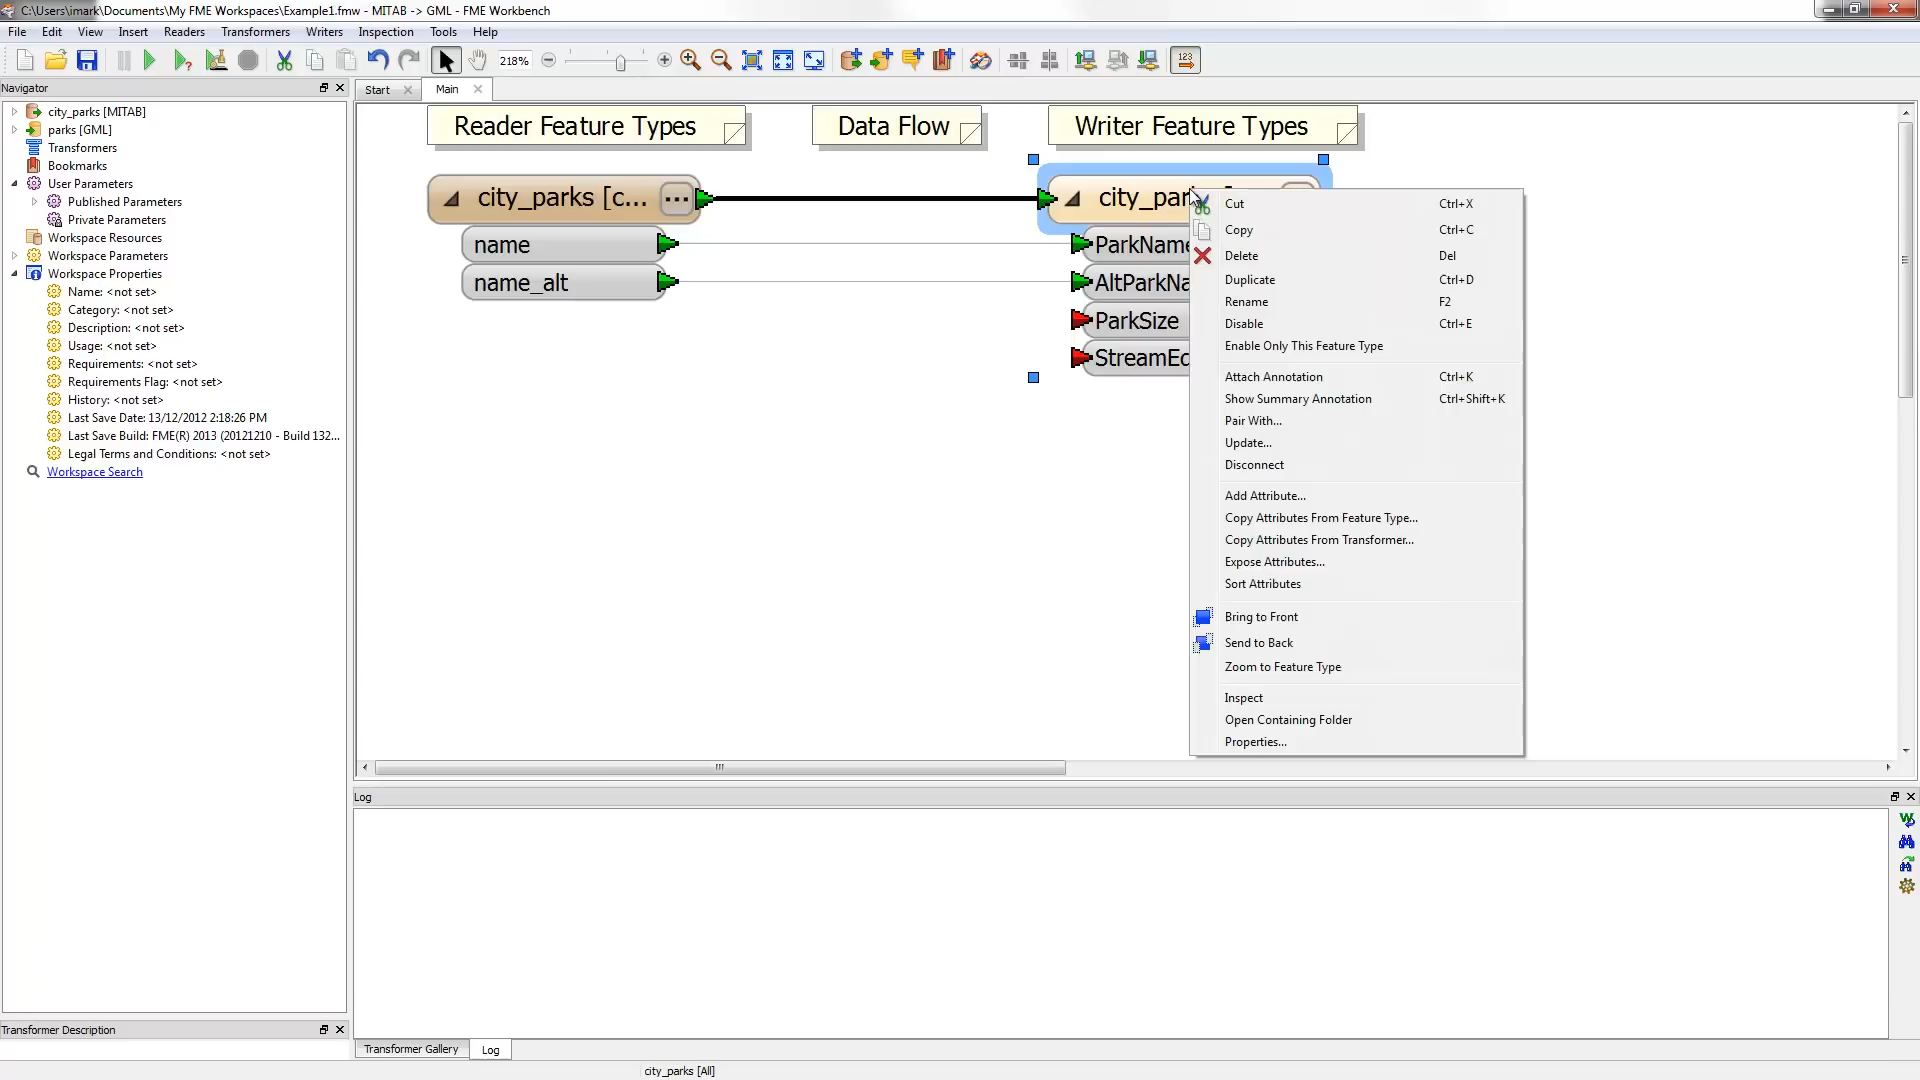 C:\Users\imark\Documents\My FME Workspaces\Example1.fmw - MITAB -> GML - FME Workbench
File Edit View Insert Readers Transformers Writers Inspection Tools Help
218%
123
Navigator
Start
Main
city_parks [MITAB]
parks [GML]
Transformers
Bookmarks
User Parameters
Published Parameters
Private Parameters
Workspace Resources
Workspace Parameters
Workspace Properties
Name: <not set>
Category: <not set>
Description: <not set>
Usage: <not set>
Requirements: <not set>
Requirements Flag: <not set>
History: <not set>
Last Save Date: 13/12/2012 2:18:26 PM
Last Save Build: FME(R) 2013 (20121210 - Build 132...
Legal Terms and Conditions: <not set>
Workspace Search
Reader Feature Types
Data Flow
Writer Feature Types
city_parks [c... ...
name
name_alt
ParkName
AltParkNa
ParkSize
StreamEd
Cut Ctrl+X
Copy Ctrl+C
Delete Del
Duplicate Ctrl+D
Rename F2
Disable Ctrl+E
Enable Only This Feature Type
Attach Annotation Ctrl+K
Show Summary Annotation Ctrl+Shift+K
Pair With...
Update...
Disconnect
Add Attribute...
Copy Attributes From Feature Type...
Copy Attributes From Transformer...
Expose Attributes...
Sort Attributes
Bring to Front
Send to Back
Zoom to Feature Type
Inspect
Open Containing Folder
Properties...
Log
Transformer Description
Transformer Gallery
Log
city_parks [All]